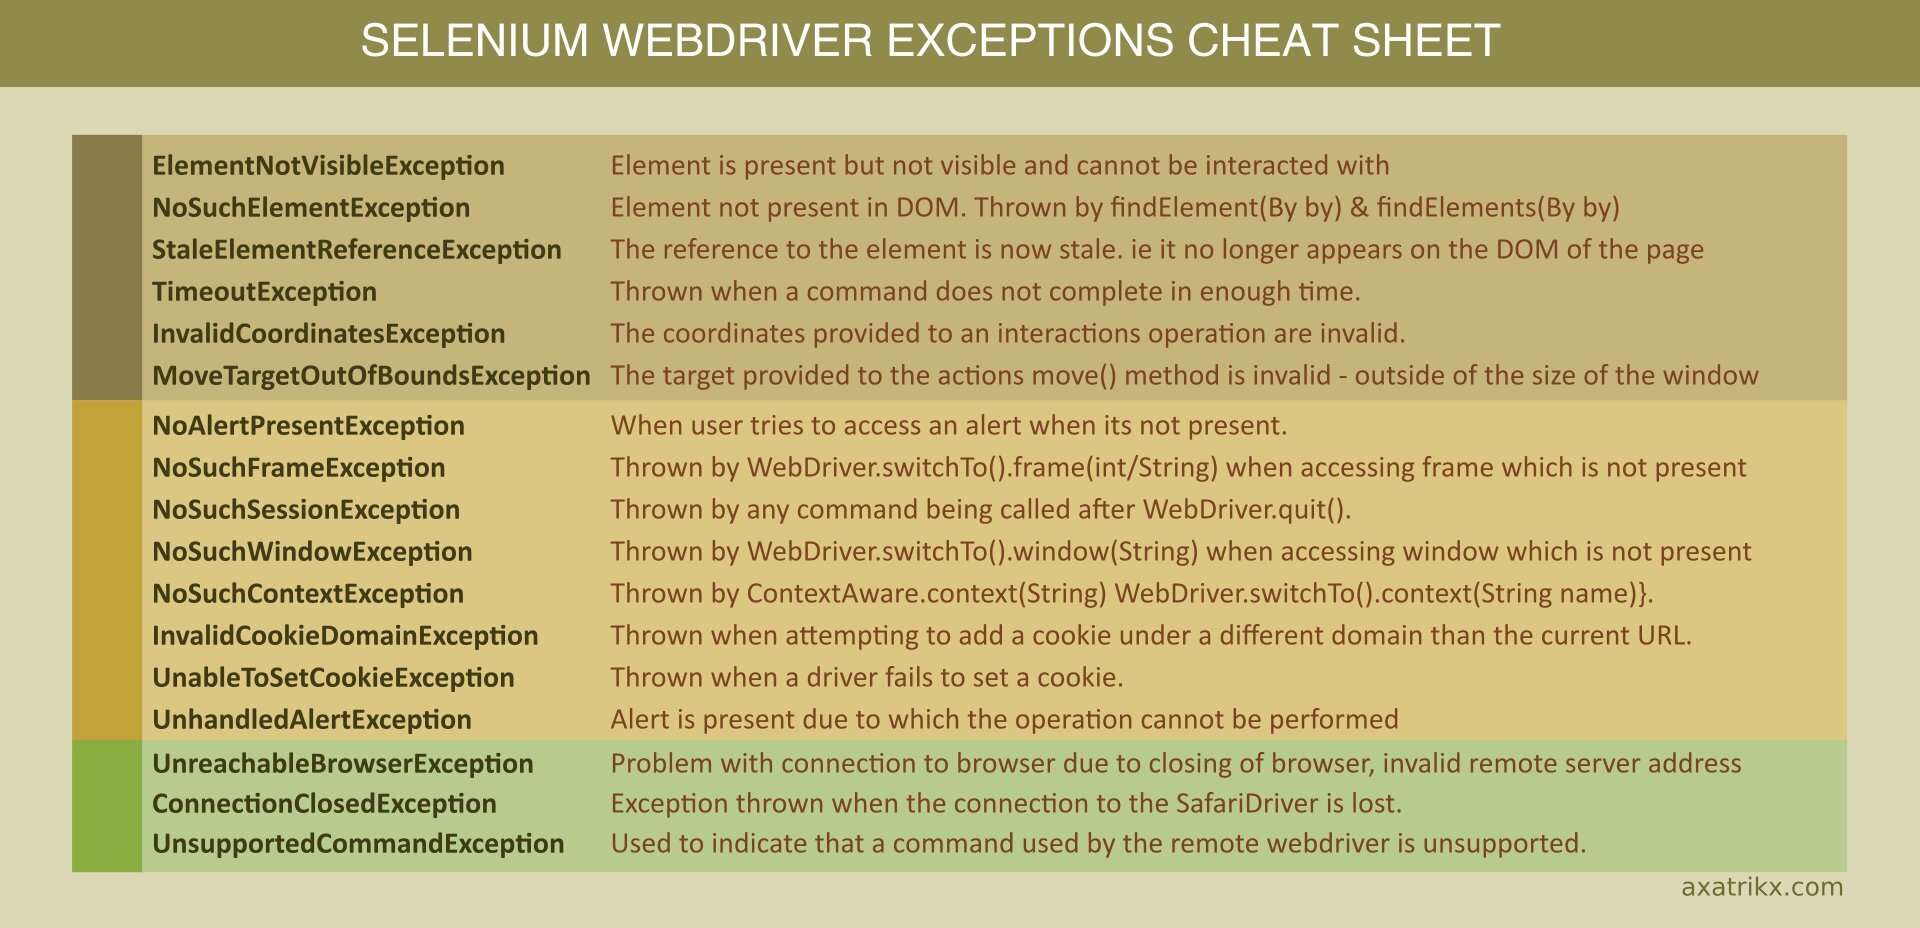 SELENIUM WEBDRIVER EXCEPTIONS CHEAT SHEET
ElementNotVisibleException Element is present but not visible and cannot be interacted with
NoSuchElementException Element not present in DOM. Thrown by findElement(By by) & findElements(By by)
StaleElementReferenceException The reference to the element is now stale. ie it no longer appears on the DOM of the page
TimeoutException Thrown when a command does not complete in enough time.
InvalidCoordinatesException The coordinates provided to an interactions operation are invalid.
MoveTargetOutOfBoundsException The target provided to the actions move() method is invalid - outside of the size of the window
NoAlertPresentException When user tries to access an alert when its not present.
NoSuchFrameException Thrown by WebDriver.switchTo().frame(int/String) when accessing frame which is not present
NoSuchSessionException Thrown by any command being called after WebDriver.quit().
NoSuchWindowException Thrown by WebDriver.switchTo().window(String) when accessing window which is not present
NoSuchContextException Thrown by ContextAware.context(String) WebDriver.switchTo().context(String name)}.
InvalidCookieDomainException Thrown when attempting to add a cookie under a different domain than the current URL.
UnableToSetCookieException Thrown when a driver fails to set a cookie.
UnhandledAlertException Alert is present due to which the operation cannot be performed
UnreachableBrowserException Problem with connection to browser due to closing of browser, invalid remote server address
ConnectionClosedException Exception thrown when the connection to the SafariDriver is lost.
UnsupportedCommandException Used to indicate that a command used by the remote webdriver is unsupported.
axatrikx.com